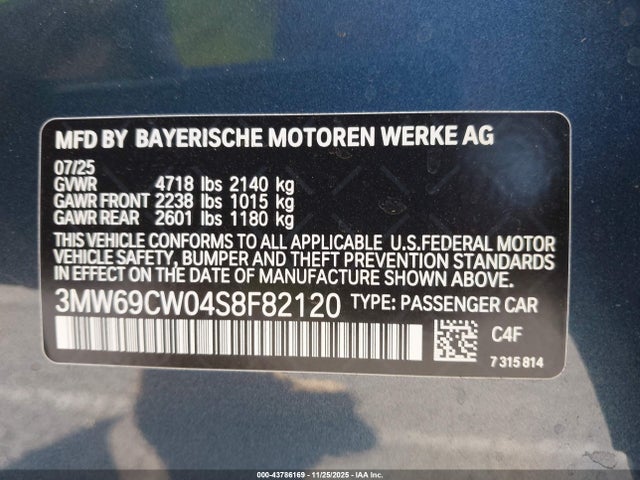 MFD BY BAYERISCHE MOTOREN WERKE AG
07/25
GVWR 4718 lbs 2140 kg
GAWR FRONT 2238 lbs 1015 kg
GAWR REAR 2601 lbs 1180 kg
THIS VEHICLE CONFORMS TO ALL APPLICABLE U.S.FEDERAL MOTOR
VEHICLE SAFETY, BUMPER AND THEFT PREVENTION STANDARDS
IN EFFECT ON THE DATE OF MANUFACTURE SHOWN ABOVE.
3MW69CW04S8F82120 TYPE: PASSENGER CAR
C4F
7 315 814
000-43786169 - 11/25/2025 - IAA Inc.